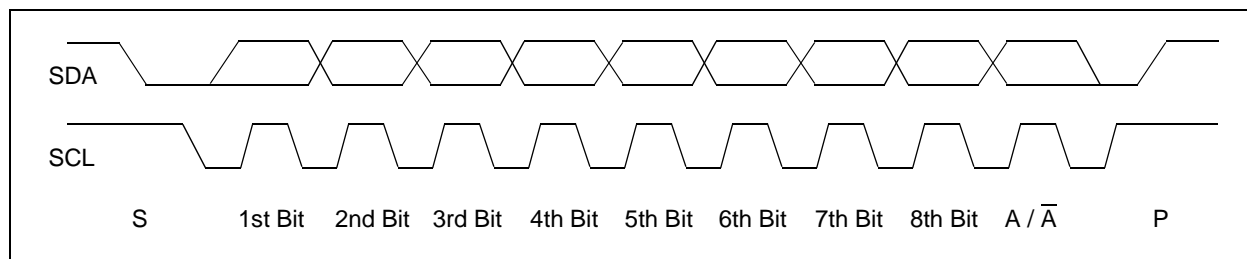 SDA
SCL
S 1st Bit 2nd Bit 3rd Bit 4th Bit 5th Bit 6th Bit 7th Bit 8th Bit A / A̅ P